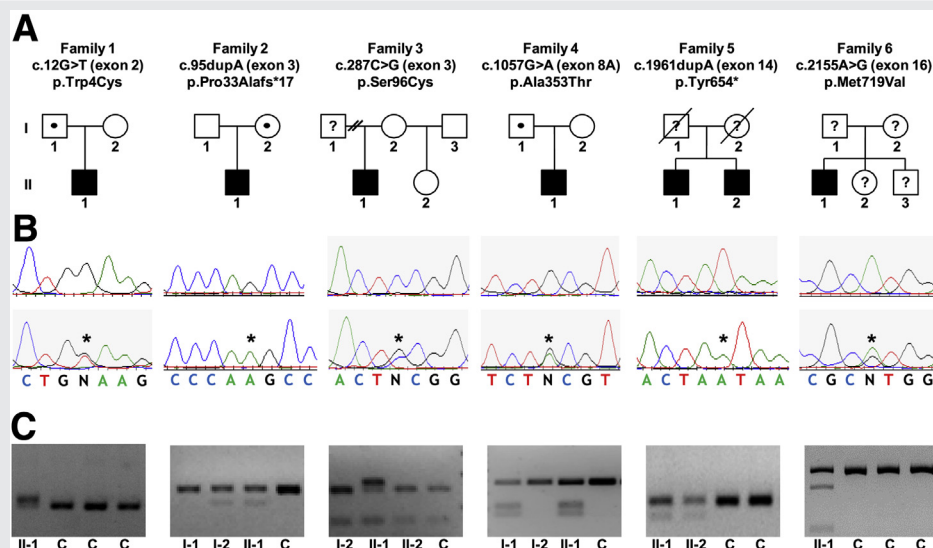 A
Family 1
c.12G>T (exon 2)
p.Trp4Cys
Family 2
c.95dupA (exon 3)
p.Pro33Alafs*17
Family 3
c.287C>G (exon 3)
p.Ser96Cys
Family 4
c.1057G>A (exon 8A)
p.Ala353Thr
Family 5
c.1961dupA (exon 14)
p.Tyr654*
Family 6
c.2155A>G (exon 16)
p.Met719Val
I
? ? ? ? ?
1 2 1 2 1 2 3 1 2 1 2 1 2
II
? ?
1 1 1 2 1 1 2 1 2 3
B
* * * * * *
C T G N A A G
C C C A A G C C
A C T N C G G
T C T N C G T
A C T A A T A A
C G C N T G G
C
II-1 C C C
I-1 I-2 II-1 C
I-2 II-1 II-2 C
I-1 I-2 II-1 C
II-1 II-2 C C
II-1 C C C